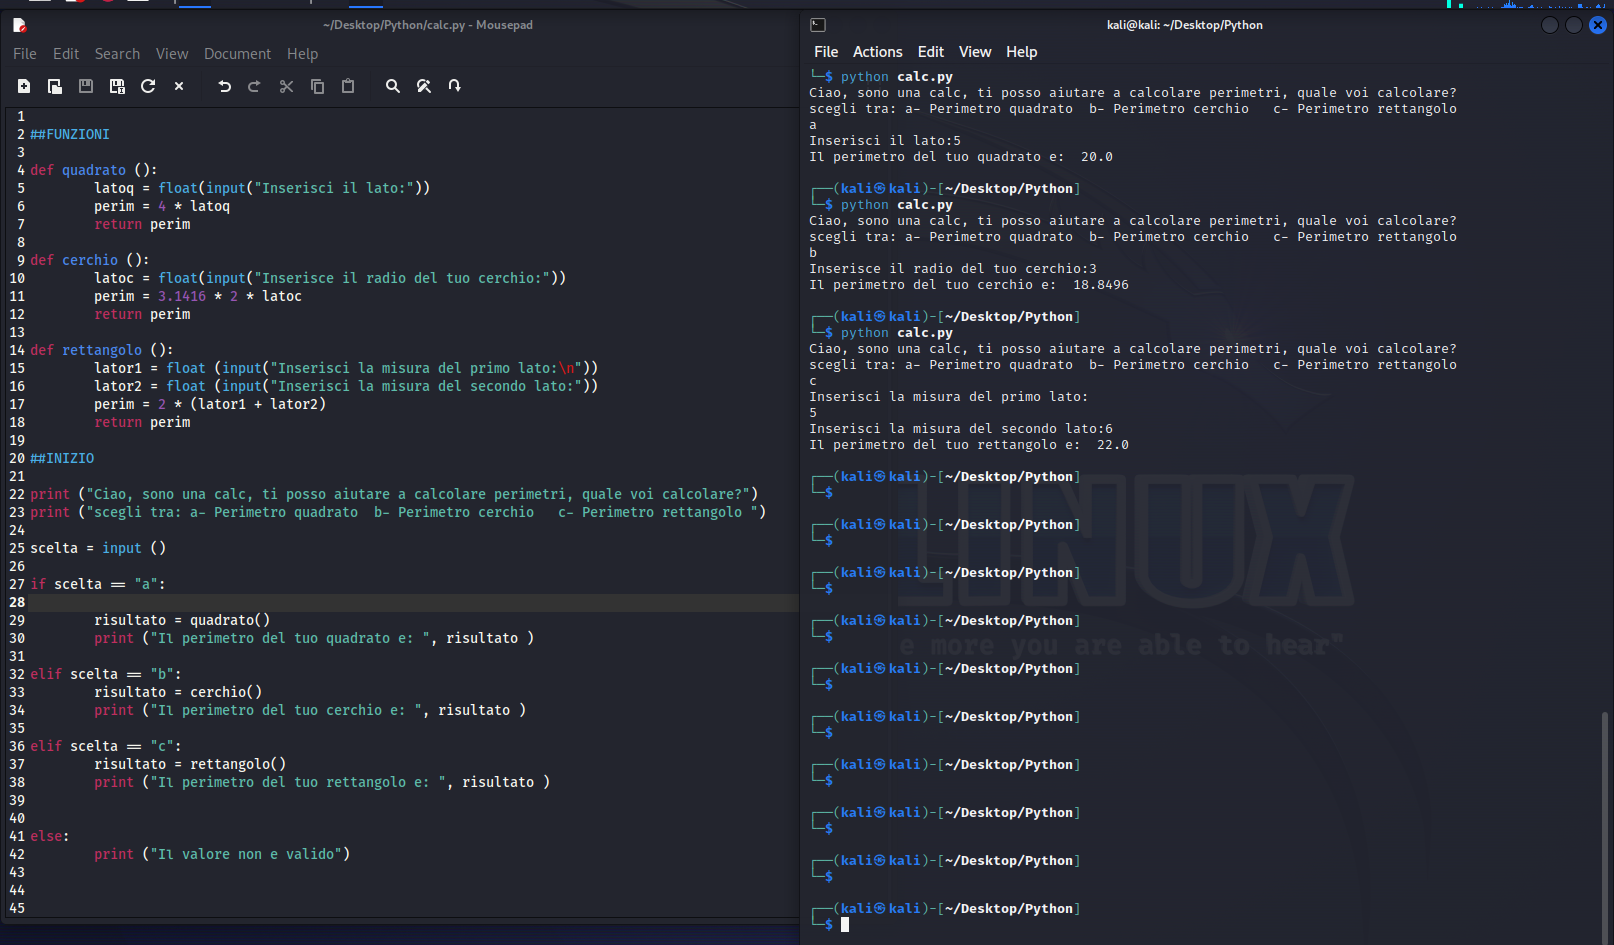 ~/Desktop/Python/calc.py - Mousepad
File Edit Search View Document Help
1
2 ##FUNZIONI
3
4 def quadrato ():
5 latoq = float(input("Inserisci il lato:"))
6 perim = 4 * latoq
7 return perim
8
9 def cerchio ():
10 latoc = float(input("Inserisce il radio del tuo cerchio:"))
11 perim = 3.1416 * 2 * latoc
12 return perim
13
14 def rettangolo ():
15 lator1 = float (input("Inserisci la misura del primo lato:\n"))
16 lator2 = float (input("Inserisci la misura del secondo lato:"))
17 perim = 2 * (lator1 + lator2)
18 return perim
19
20 ##INIZIO
21
22 print ("Ciao, sono una calc, ti posso aiutare a calcolare perimetri, quale voi calcolare?")
23 print ("scegli tra: a- Perimetro quadrato  b- Perimetro cerchio   c- Perimetro rettangolo ")
24
25 scelta = input ()
26
27 if scelta == "a":
28
29 risultato = quadrato()
30 print ("Il perimetro del tuo quadrato e: ", risultato )
31
32 elif scelta == "b":
33 risultato = cerchio()
34 print ("Il perimetro del tuo cerchio e: ", risultato )
35
36 elif scelta == "c":
37 risultato = rettangolo()
38 print ("Il perimetro del tuo rettangolo e: ", risultato )
39
40
41 else:
42 print ("Il valore non e valido")
43
44
45
kali@kali: ~/Desktop/Python
File Actions Edit View Help
└─$ python calc.py
Ciao, sono una calc, ti posso aiutare a calcolare perimetri, quale voi calcolare?
scegli tra: a- Perimetro quadrato  b- Perimetro cerchio   c- Perimetro rettangolo
a
Inserisci il lato:5
Il perimetro del tuo quadrato e:  20.0
┌──(kali㉿kali)-[~/Desktop/Python]
└─$ python calc.py
Ciao, sono una calc, ti posso aiutare a calcolare perimetri, quale voi calcolare?
scegli tra: a- Perimetro quadrato  b- Perimetro cerchio   c- Perimetro rettangolo
b
Inserisce il radio del tuo cerchio:3
Il perimetro del tuo cerchio e:  18.8496
┌──(kali㉿kali)-[~/Desktop/Python]
└─$ python calc.py
Ciao, sono una calc, ti posso aiutare a calcolare perimetri, quale voi calcolare?
scegli tra: a- Perimetro quadrato  b- Perimetro cerchio   c- Perimetro rettangolo
c
Inserisci la misura del primo lato:
5
Inserisci la misura del secondo lato:6
Il perimetro del tuo rettangolo e:  22.0
┌──(kali㉿kali)-[~/Desktop/Python]
└─$
┌──(kali㉿kali)-[~/Desktop/Python]
└─$
┌──(kali㉿kali)-[~/Desktop/Python]
└─$
┌──(kali㉿kali)-[~/Desktop/Python]
└─$
┌──(kali㉿kali)-[~/Desktop/Python]
└─$
┌──(kali㉿kali)-[~/Desktop/Python]
└─$
┌──(kali㉿kali)-[~/Desktop/Python]
└─$
┌──(kali㉿kali)-[~/Desktop/Python]
└─$
┌──(kali㉿kali)-[~/Desktop/Python]
└─$
┌──(kali㉿kali)-[~/Desktop/Python]
└─$
LINUX
e more you are able to hear"